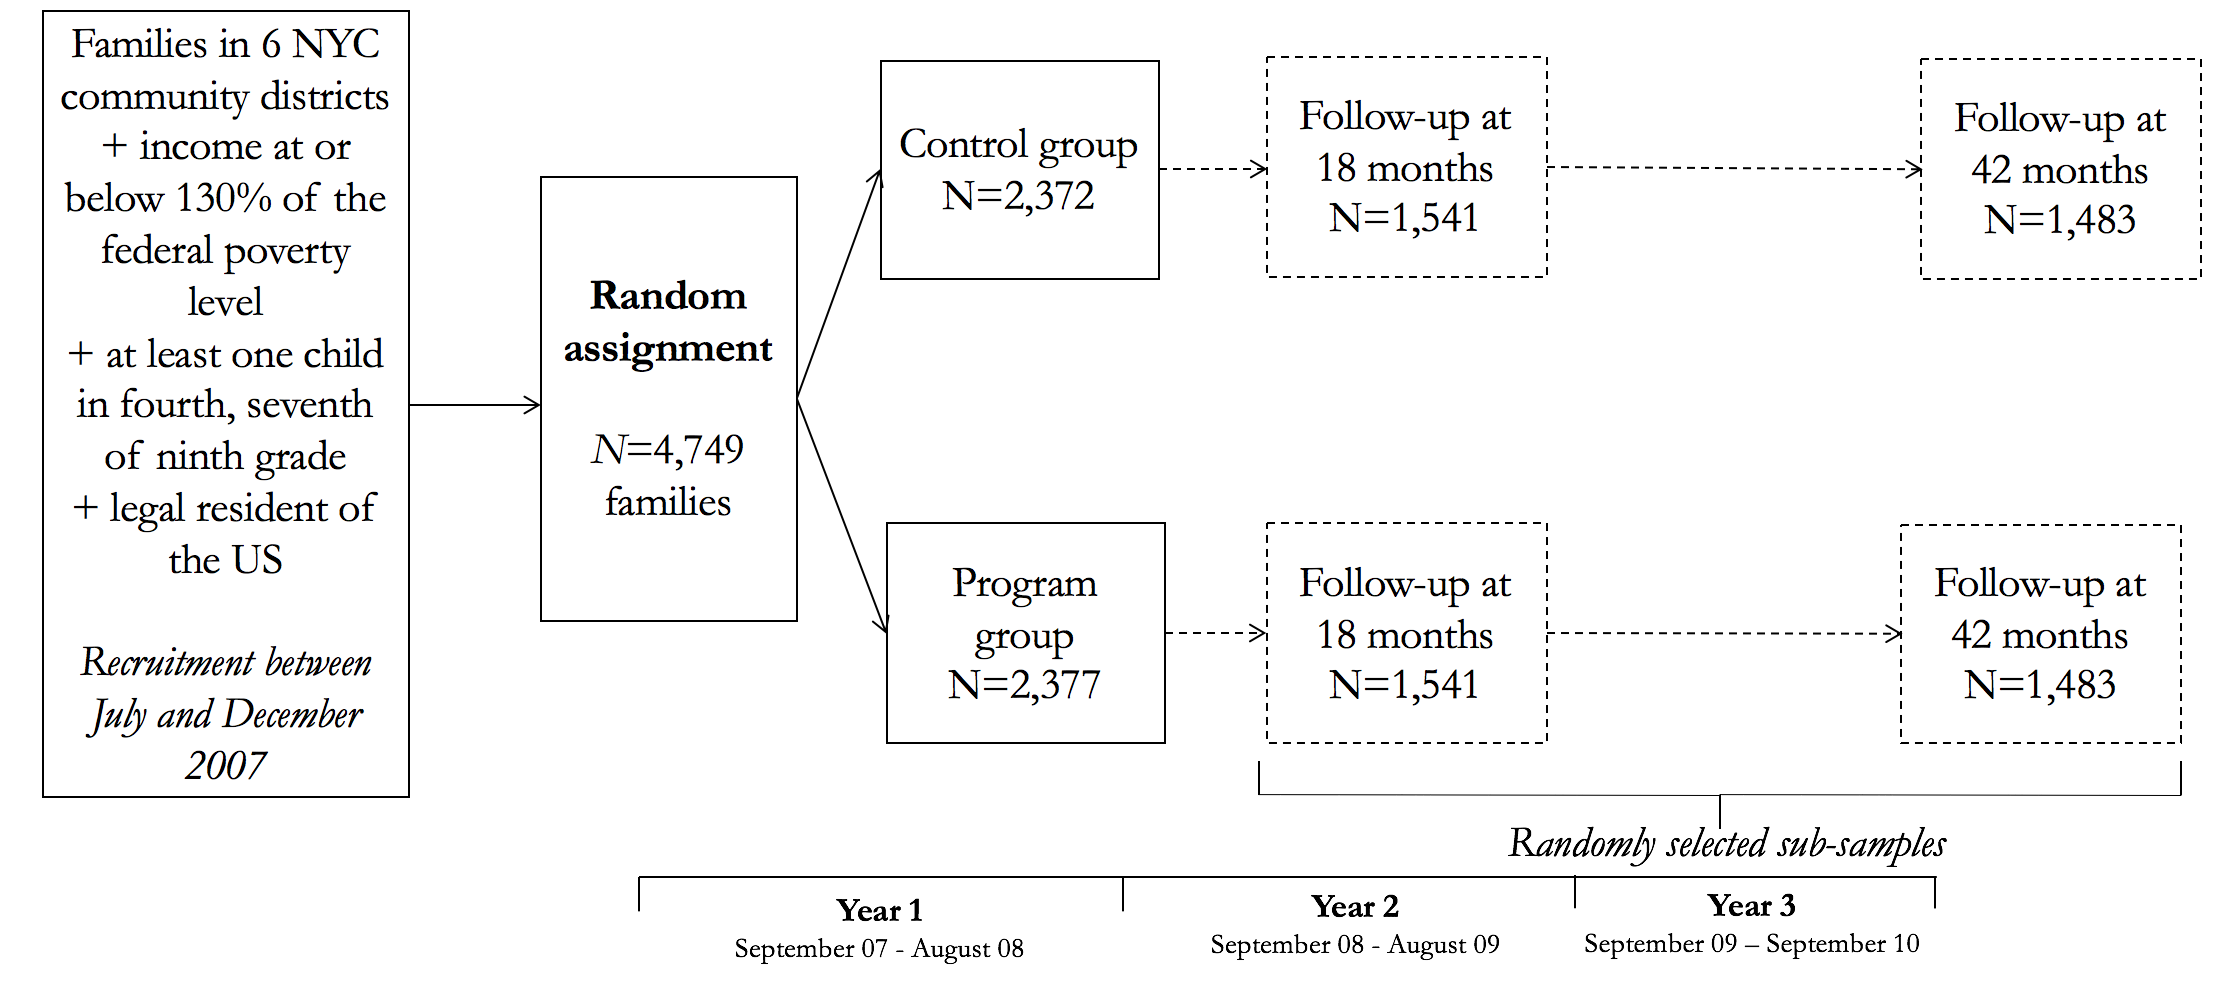 Families in 6 NYC
community districts
+ income at or
below 130% of the
federal poverty
level
+ at least one child
in fourth, seventh
of ninth grade
+ legal resident of
the US
Recruitment between
July and December
2007
Random
assignment
N=4,749
families
Control group
N=2,372
Follow-up at
18 months
N=1,541
Follow-up at
42 months
N=1,483
Program
group
N=2,377
Follow-up at
18 months
N=1,541
Follow-up at
42 months
N=1,483
Randomly selected sub-samples
Year 1
September 07 - August 08
Year 2
September 08 - August 09
Year 3
September 09 – September 10